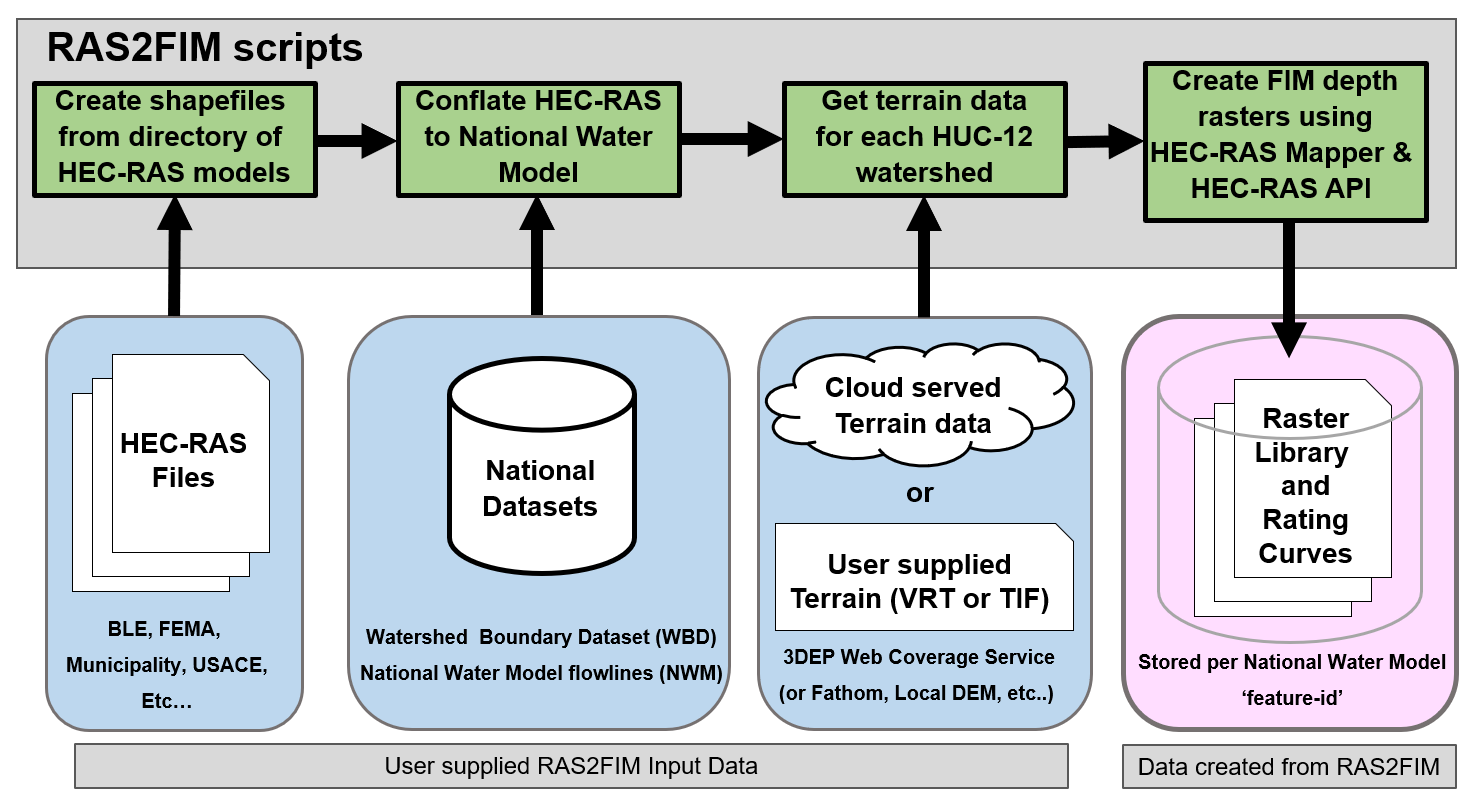 RAS2FIM scripts
Create shapefiles
from directory of
HEC-RAS models
Conflate HEC-RAS
to National Water
Model
Get terrain data
for each HUC-12
watershed
Create FIM depth
rasters using
HEC-RAS Mapper &
HEC-RAS API
HEC-RAS
Files
BLE, FEMA,
Municipality, USACE,
Etc…
National
Datasets
Watershed  Boundary Dataset (WBD)
National Water Model flowlines (NWM)
Cloud served
Terrain data
or
User supplied
Terrain (VRT or TIF)
3DEP Web Coverage Service
(or Fathom, Local DEM, etc..)
Raster
Library
and
Rating
Curves
Stored per National Water Model
‘feature-id’
User supplied RAS2FIM Input Data
Data created from RAS2FIM